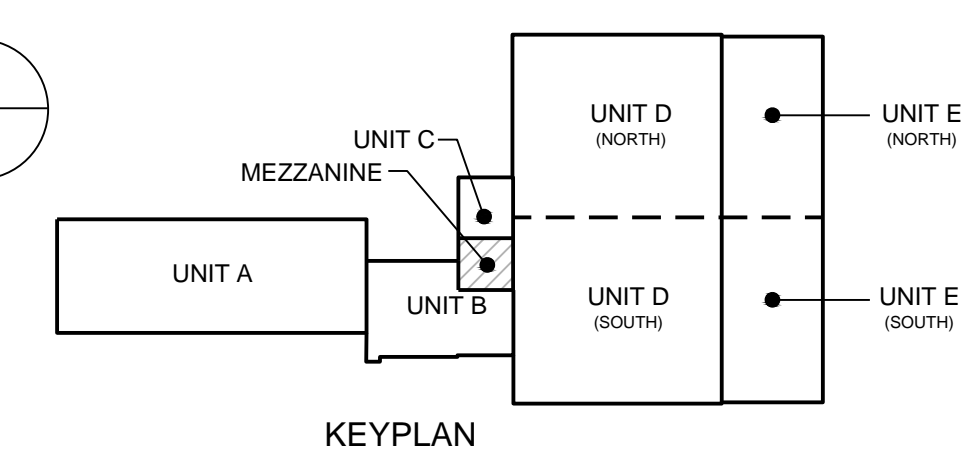 UNIT D
(NORTH)
UNIT E
(NORTH)
UNIT C
MEZZANINE
UNIT A
UNIT B
UNIT D
(SOUTH)
UNIT E
(SOUTH)
KEYPLAN